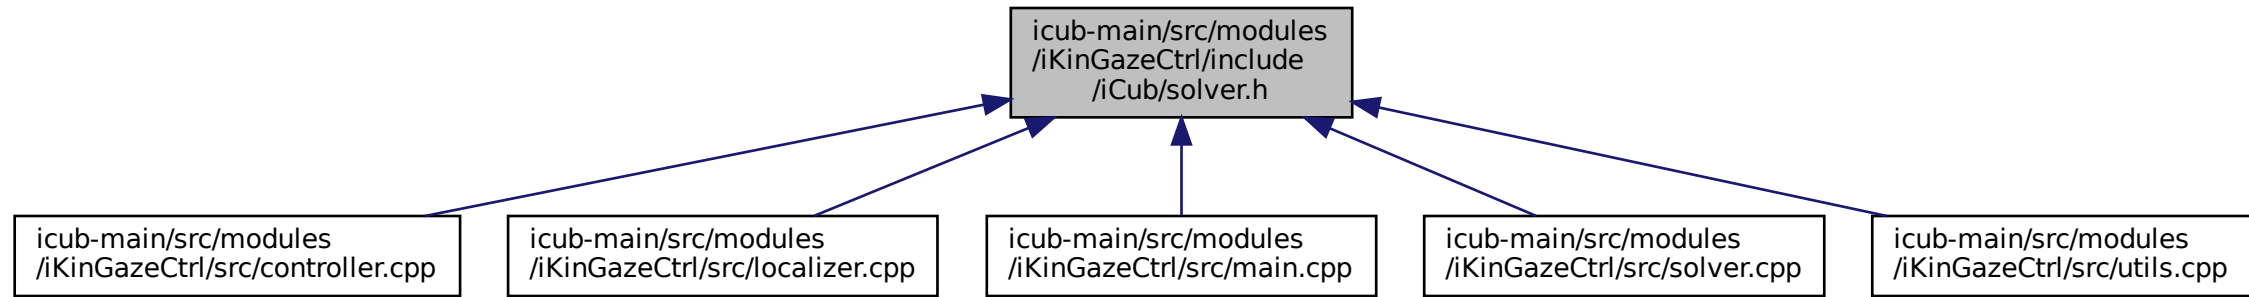 icub-main/src/modules
/iKinGazeCtrl/include
/iCub/solver.h
icub-main/src/modules
/iKinGazeCtrl/src/controller.cpp
icub-main/src/modules
/iKinGazeCtrl/src/localizer.cpp
icub-main/src/modules
/iKinGazeCtrl/src/main.cpp
icub-main/src/modules
/iKinGazeCtrl/src/solver.cpp
icub-main/src/modules
/iKinGazeCtrl/src/utils.cpp